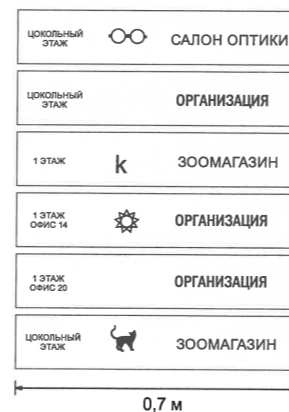 ЦОКОЛЬНЫЙ
ЭТАЖ
САЛОН ОПТИКИ
ЦОКОЛЬНЫЙ
ЭТАЖ
ОРГАНИЗАЦИЯ
1 ЭТАЖ
k
ЗООМАГАЗИН
1 ЭТАЖ
ОФИС 14
ОРГАНИЗАЦИЯ
1 ЭТАЖ
ОФИС 20
ОРГАНИЗАЦИЯ
ЦОКОЛЬНЫЙ
ЭТАЖ
ЗООМАГАЗИН
0,7 м